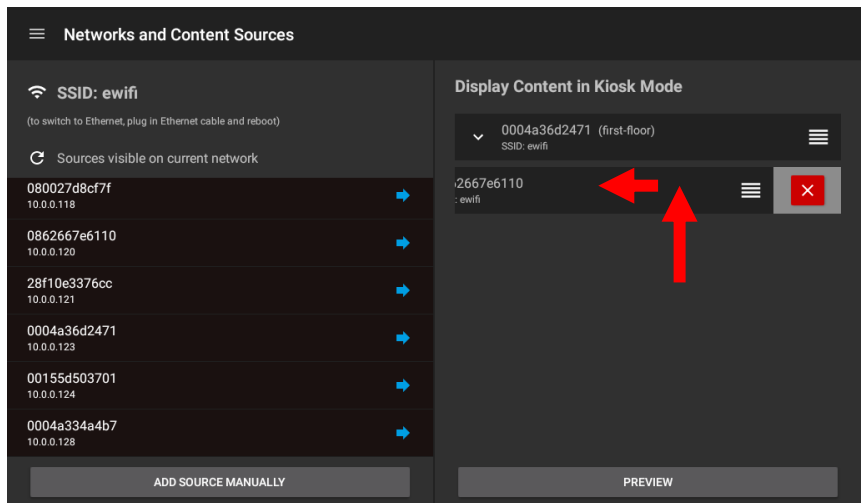 Networks and Content Sources
SSID: ewifi
(to switch to Ethernet, plug in Ethernet cable and reboot)
Sources visible on current network
080027d8cf7f
10.0.0.118
0862667e6110
10.0.0.120
28f10e3376cc
10.0.0.121
0004a36d2471
10.0.0.123
00155d503701
10.0.0.124
0004a334a4b7
10.0.0.128
ADD SOURCE MANUALLY
Display Content in Kiosk Mode
0004a36d2471 (first-floor)
SSID: ewifi
2667e6110
: ewifi
PREVIEW